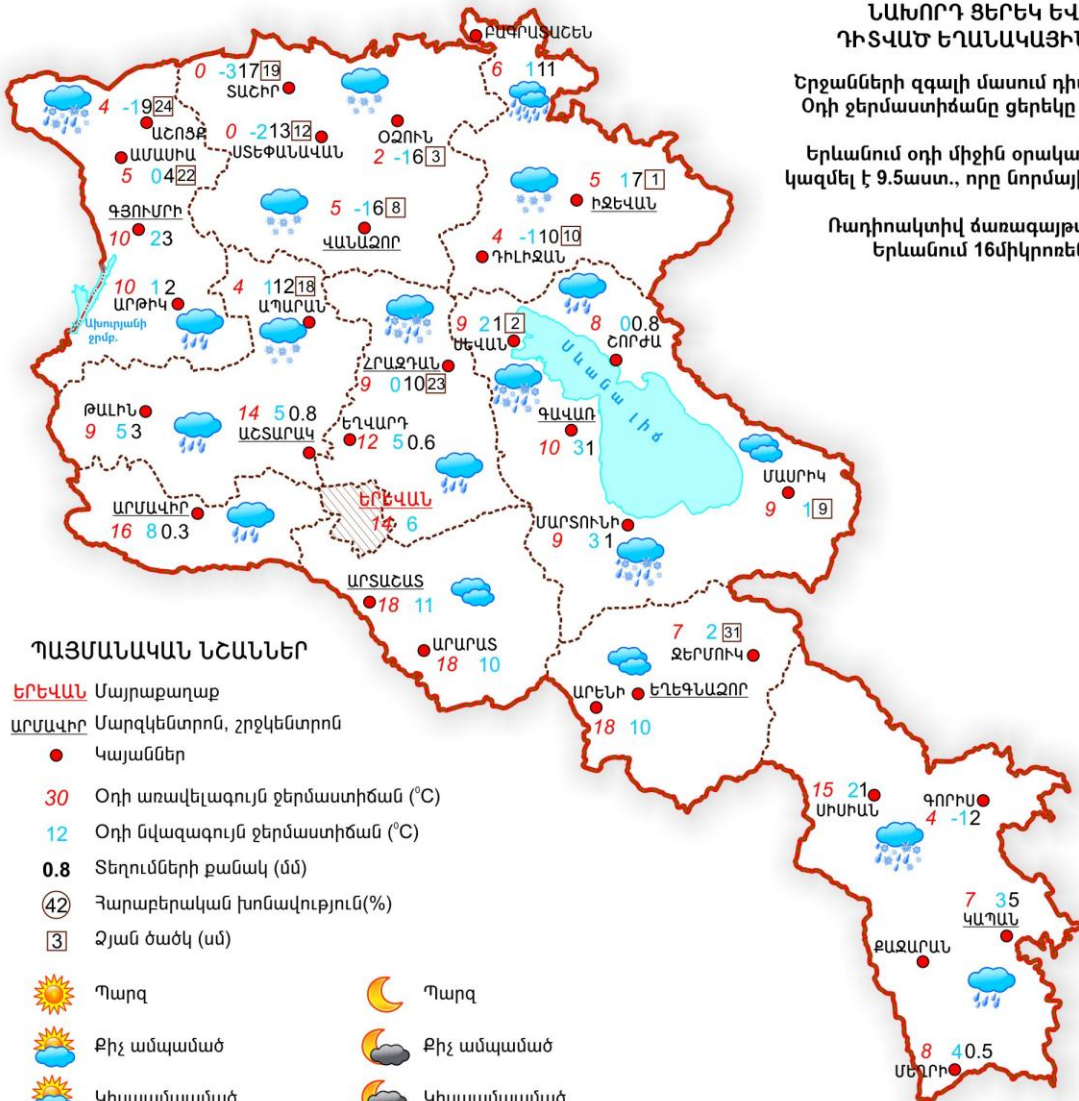 ՆԱԽՈՐԴ ՑԵՐԵԿ ԵՎ
ԴԻՏՎԱԾ ԵՂԱՆԱԿԱՅԻՆ
Շրջանների զգալի մասում
Օդի ջերմաստիճանը ցերեկը
Երևանում օդի միջին
կազմել է 9.5աստ., որը
Ռադիոակտիվ
Երևանում
ԲԱԳՐԱՏԱՇԵՆ
6 1 11
0 -3 17 19
ՏԱՇԻՐ
4 -1 9 24
ԱՇՈՑՔ
0 -2 13 12
ՍՏԵՓԱՆԱՎԱՆ
ՕՁՈՒՆ
2 -1 6 3
ԱՄԱՍԻԱ
5 0 4 22
5 1 7 1
ԻՋԵՎԱՆ
ԳՅՈՒՄՐԻ
10 2 3
5 -1 6 8
ՎԱՆԱՁՈՐ
4 -1 10 10
ԴԻԼԻՋԱՆ
10 1 2
ԱՐԹԻԿ
4 1 12 18
ԱՊԱՐԱՆ
Ախուրյանի
ջրմբ.
9 2 1 2
ՍԵՎԱՆ
8 0 0.8
ՇՈՐԺԱ
Սևանա լիճ
ՀՐԱԶԴԱՆ
9 0 10 23
ԹԱԼԻՆ
9 5 3
14 5 0.8
ԱՇՏԱՐԱԿ
ԵՂՎԱՐԴ
12 5 0.6
ԳԱՎԱՌ
10 3 1
ՄԱՍՐԻԿ
9 1 9
ԱՐՄԱՎԻՐ
16 8 0.3
ԵՐԵՎԱՆ
14 6
ՄԱՐՏՈՒՆԻ
9 3 1
ԱՐՏԱՇԱՏ
18 11
ԱՐԱՐԱՏ
18 10
7 2 31
ՋԵՐՄՈՒԿ
ԱՐԵՆԻ
ԵՂԵԳՆԱՁՈՐ
18 10
15 2 1
ՍԻՍԻԱՆ
ԳՈՐԻՍ
4 -1 2
7 3 5
ԿԱՊԱՆ
ՔԱՋԱՐԱՆ
8 4 0.5
ՄԵՂՐԻ
ՊԱՅՄԱՆԱԿԱՆ ՆՇԱՆՆԵՐ
ԵՐԵՎԱՆ Մայրաքաղաք
ԱՐՄԱՎԻՐ Մարզկենտրոն, շրջկենտրոն
Կայաններ
30 Օդի առավելագույն ջերմաստիճան (°C)
12 Օդի նվազագույն ջերմաստիճան (°C)
0.8 Տեղումների քանակ (մմ)
42 Հարաբերական խոնավություն(%)
3 Ձյան ծածկ (սմ)
Պարզ Պարզ
Քիչ ամպամած Քիչ ամպամած